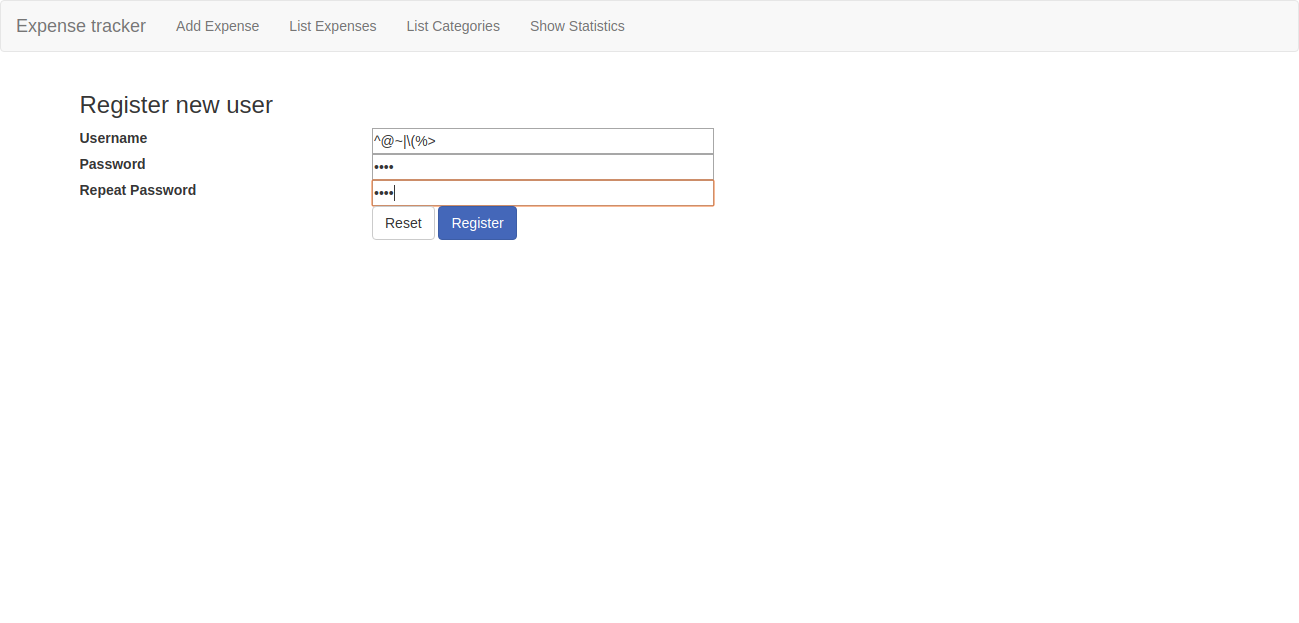 Expense tracker Add Expense List Expenses List Categories Show Statistics
Register new user
Username ^@~|\(%>
Password ••••
Repeat Password ••••
Reset Register